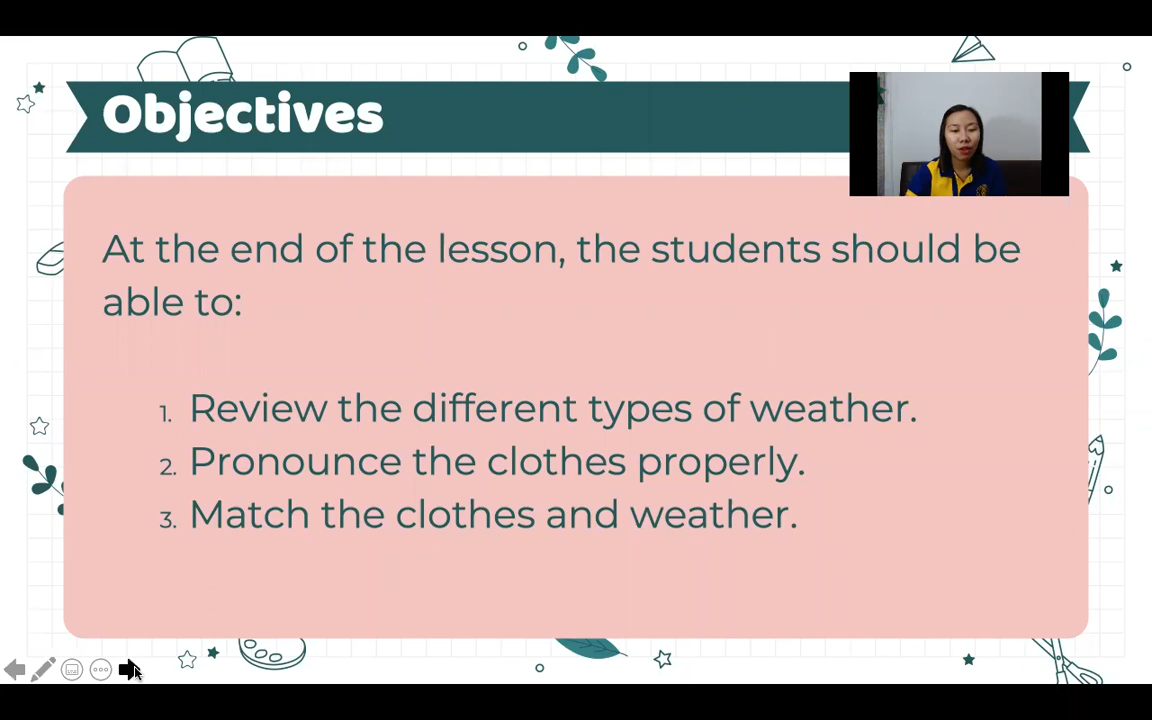 Objectives
At the end of the lesson, the students should be
able to:
1. Review the different types of weather.
2. Pronounce the clothes properly.
3. Match the clothes and weather.